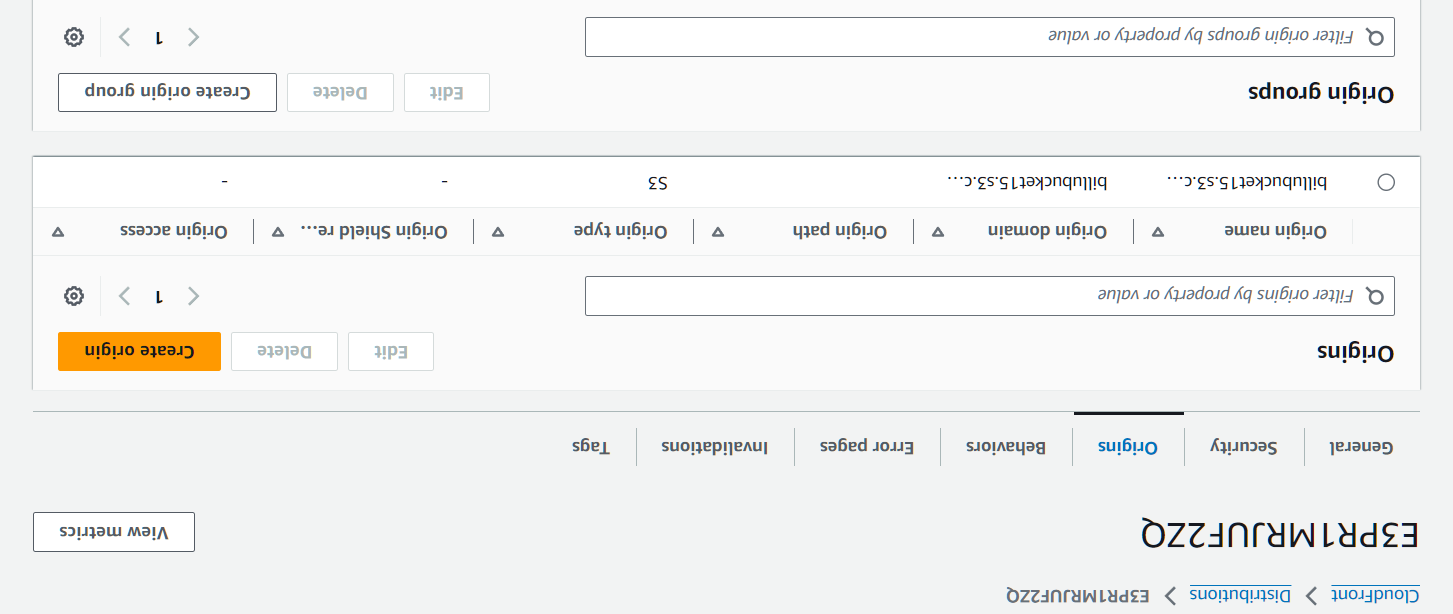 CloudFront > Distributions > E3PR1MRJUF2ZQ
E3PR1MRJUF2ZQ View metrics
General Security Origins Behaviors Error pages Invalidations Tags
Origins Edit Delete Create origin
Filter origins by property or value < 1 >
Origin name Origin domain Origin path Origin type Origin Shield re... Origin access
billubucket15.s3.c... billubucket15.s3.c... S3 - -
Origin groups Edit Delete Create origin group
Filter origin groups by property or value < 1 >